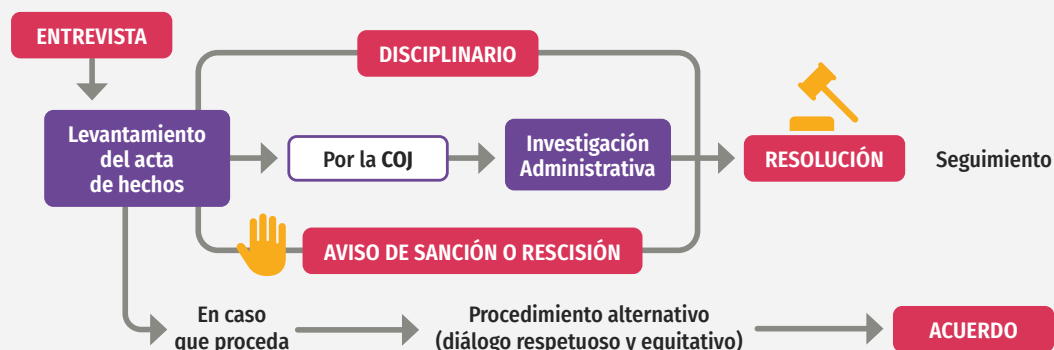 ENTREVISTA
DISCIPLINARIO
Levantamiento
del acta
de hechos
Por la COJ
Investigación
Administrativa
RESOLUCIÓN
Seguimiento
AVISO DE SANCIÓN O RESCISIÓN
En caso
que proceda
Procedimiento alternativo
(diálogo respetuoso y equitativo)
ACUERDO